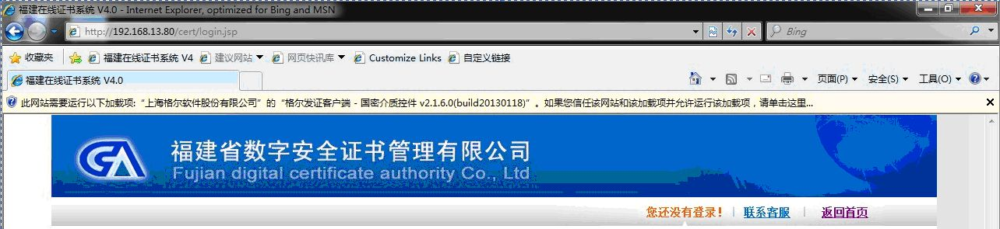 福建在线证书系统 V4.0 - Internet Explorer, optimized for Bing and MSN
http://192.168.13.80/cert/login.jsp Bing
收藏夹 福建在线证书系统 V4 建议网站 网页快讯库 Customize Links 自定义链接
福建在线证书系统 V4.0 页面(P) 安全(S) 工具(O)
此网站需要运行以下加载项:“上海格尔软件股份有限公司”的“格尔发证客户端 - 国密介质控件 v2.1.6.0(build20130118)”。如果您信任该网站和该加载项并允许运行该加载项，请单击这里...
福建省数字安全证书管理有限公司
Fujian digital certificate authority Co., Ltd
您还没有登录！ | 联系客服 | 返回首页